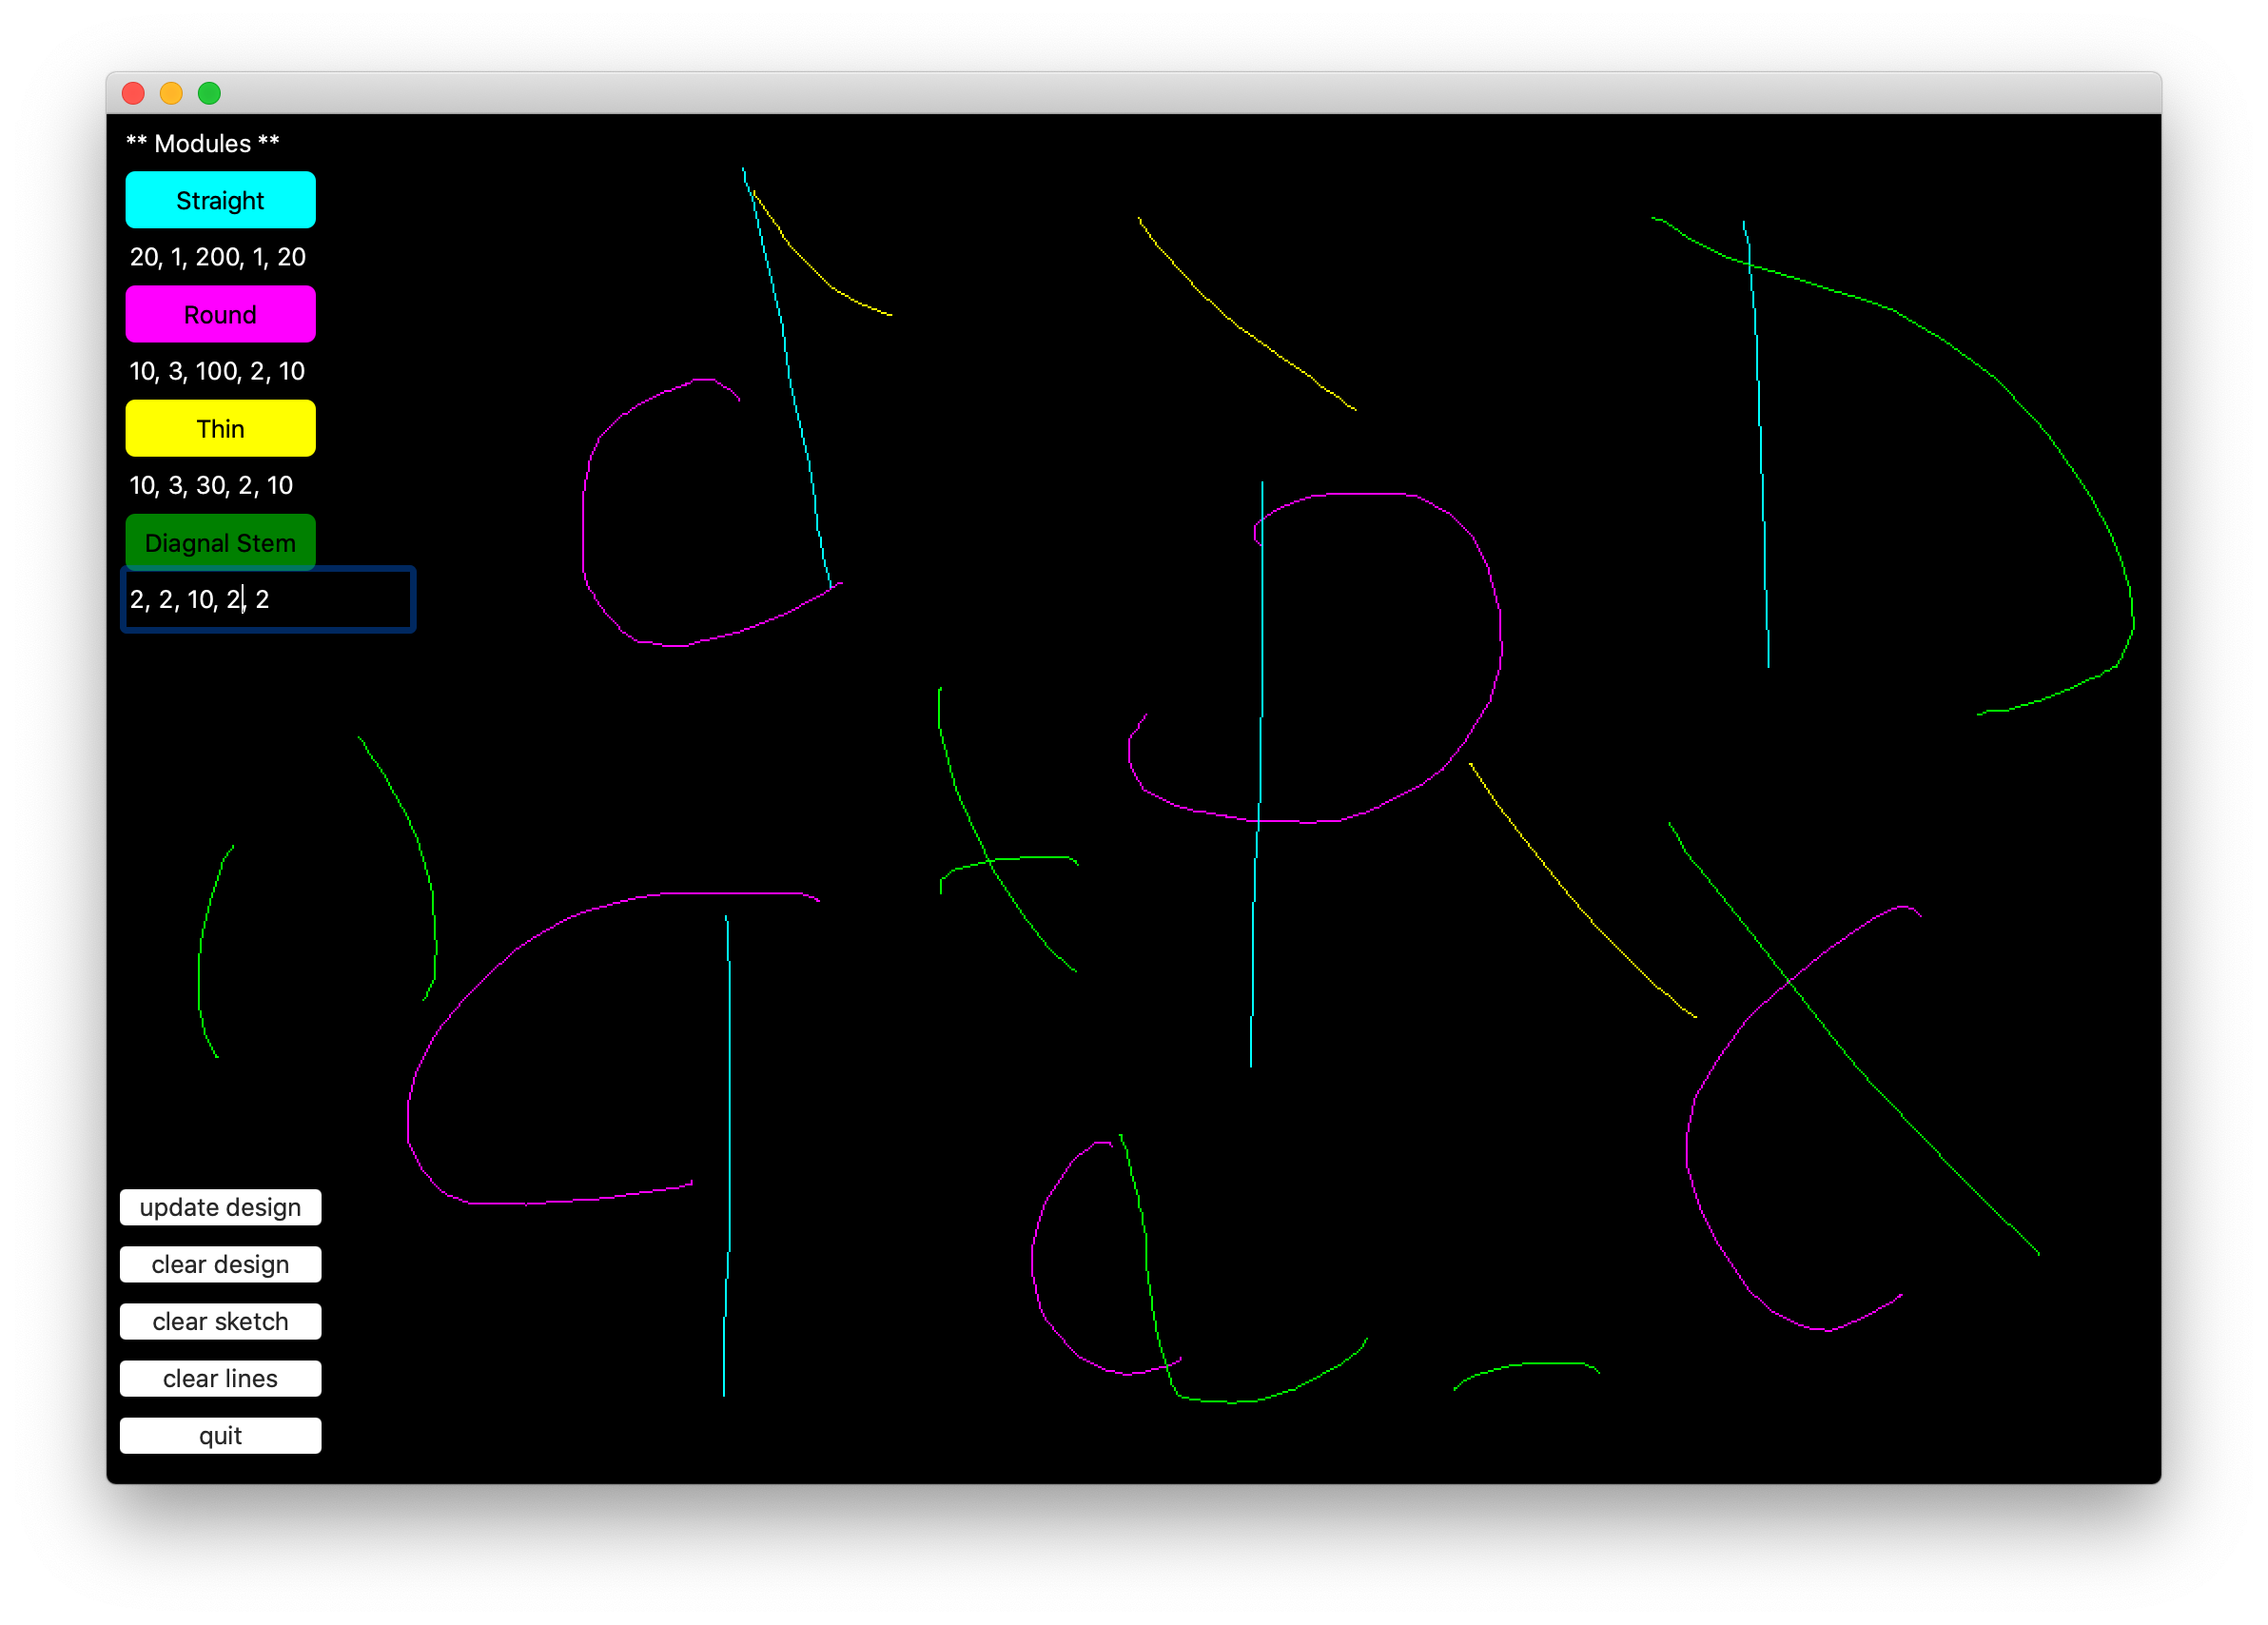 ** Modules **
Straight
20, 1, 200, 1, 20
Round
10, 3, 100, 2, 10
Thin
10, 3, 30, 2, 10
Diagnal Stem
2, 2, 10, 2, 2
update design
clear design
clear sketch
clear lines
quit